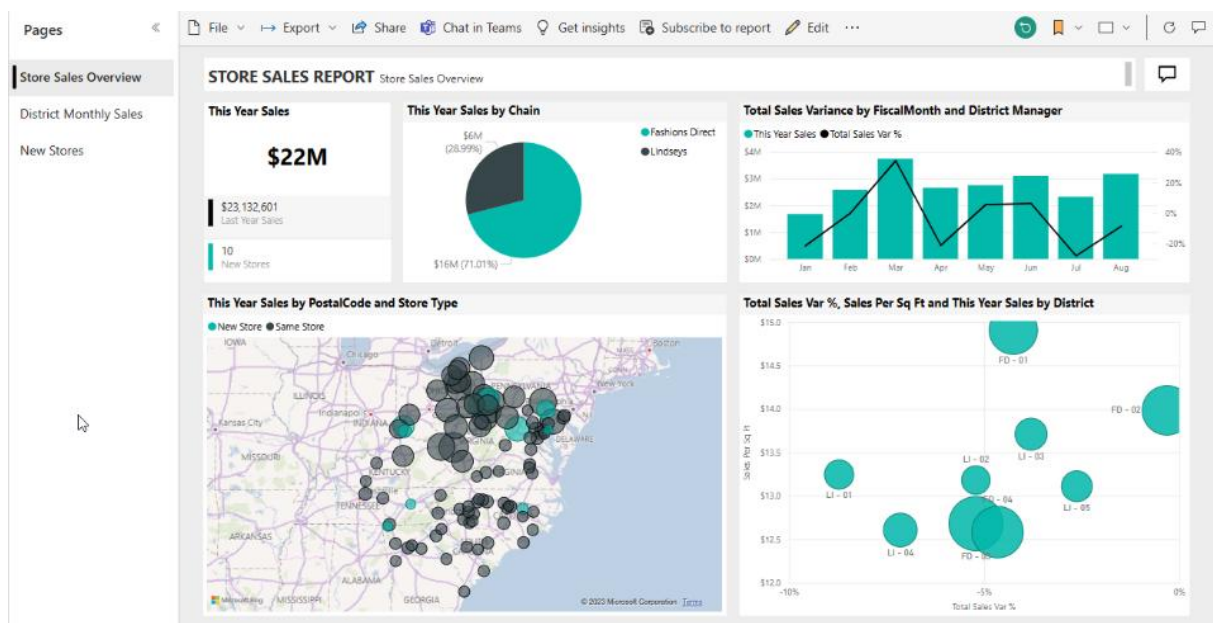 Pages
File
Export
Share
Chat in Teams
Get insights
Subscribe to report
Edit
Store Sales Overview
District Monthly Sales
New Stores
STORE SALES REPORT Store Sales Overview
This Year Sales
$22M
$23,132,601
Last Year Sales
10
New Stores
This Year Sales by Chain
Fashions Direct
Lindseys
$6M
(28.99%)
$16M (71.01%)
Total Sales Variance by FiscalMonth and District Manager
This Year Sales Total Sales Var %
$4M
$3M
$2M
$1M
$0M
40%
20%
0%
-20%
Jan Feb Mar Apr May Jun Jul Aug
This Year Sales by PostalCode and Store Type
New Store Same Store
IOWA
Chicago
Detroit
Boston
MASS
New York
PENNSYLVANIA
ILLINOIS
Indianapolis
INDIANA
Kansas City
MISSOURI
DELAWARE
KENTUCKY
TENNESSEE
ARKANSAS
ALABAMA
MISSISSIPPI
GEORGIA
© 2023 Microsoft Corporation Terms
Total Sales Var %, Sales Per Sq Ft and This Year Sales by District
$15.0
$14.5
$14.0
$13.5
$13.0
$12.5
$12.0
Sales Per Sq Ft
FD - 01
FD - 02
LI - 03
LI - 02
LI - 01
FD - 04
LI - 05
LI - 04
-10% -5% 0%
Total Sales Var %